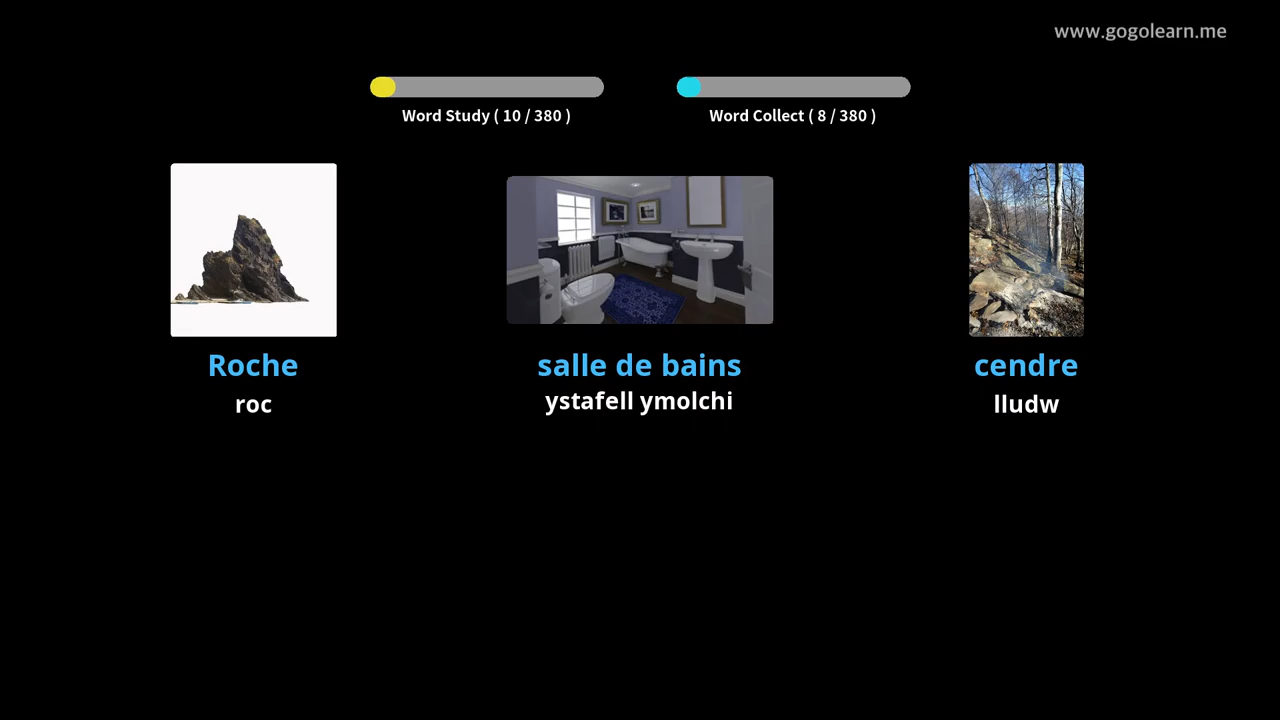 www.gogolearn.me
Word Study ( 10 / 380 )
Word Collect ( 8 / 380 )
Roche
roc
salle de bains
ystafell ymolchi
cendre
lludw